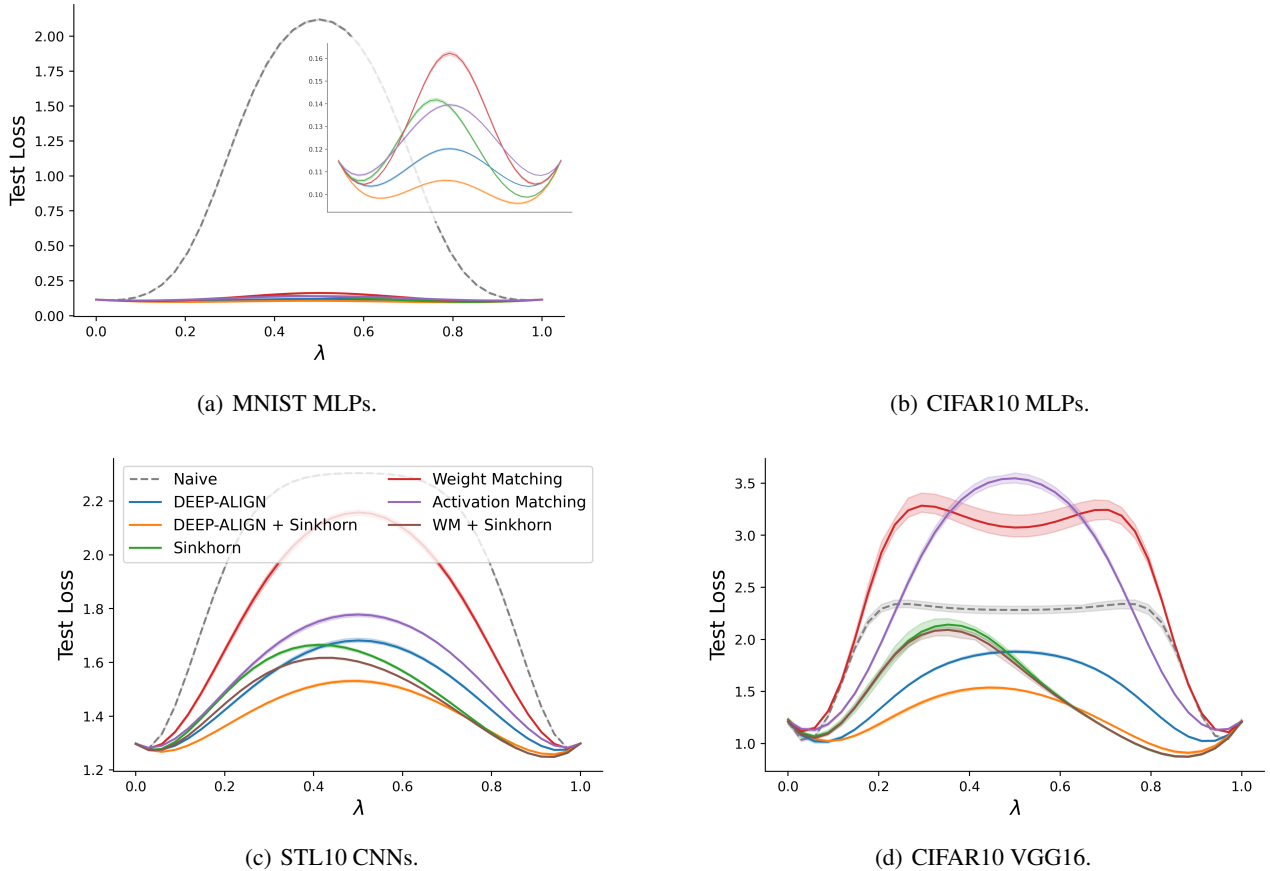 2.00
1.75
1.50
1.25
1.00
0.75
0.50
0.25
0.00
Test Loss
0.16
0.15
0.14
0.13
0.12
0.11
0.10
0.0 0.2 0.4 0.6 0.8 1.0
λ
(a) MNIST MLPs.
(b) CIFAR10 MLPs.
2.2
2.0
1.8
1.6
1.4
1.2
Test Loss
Naive
DEEP-ALIGN
DEEP-ALIGN + Sinkhorn
Sinkhorn
Weight Matching
Activation Matching
WM + Sinkhorn
0.0 0.2 0.4 0.6 0.8 1.0
λ
(c) STL10 CNNs.
3.5
3.0
2.5
2.0
1.5
1.0
Test Loss
0.0 0.2 0.4 0.6 0.8 1.0
λ
(d) CIFAR10 VGG16.